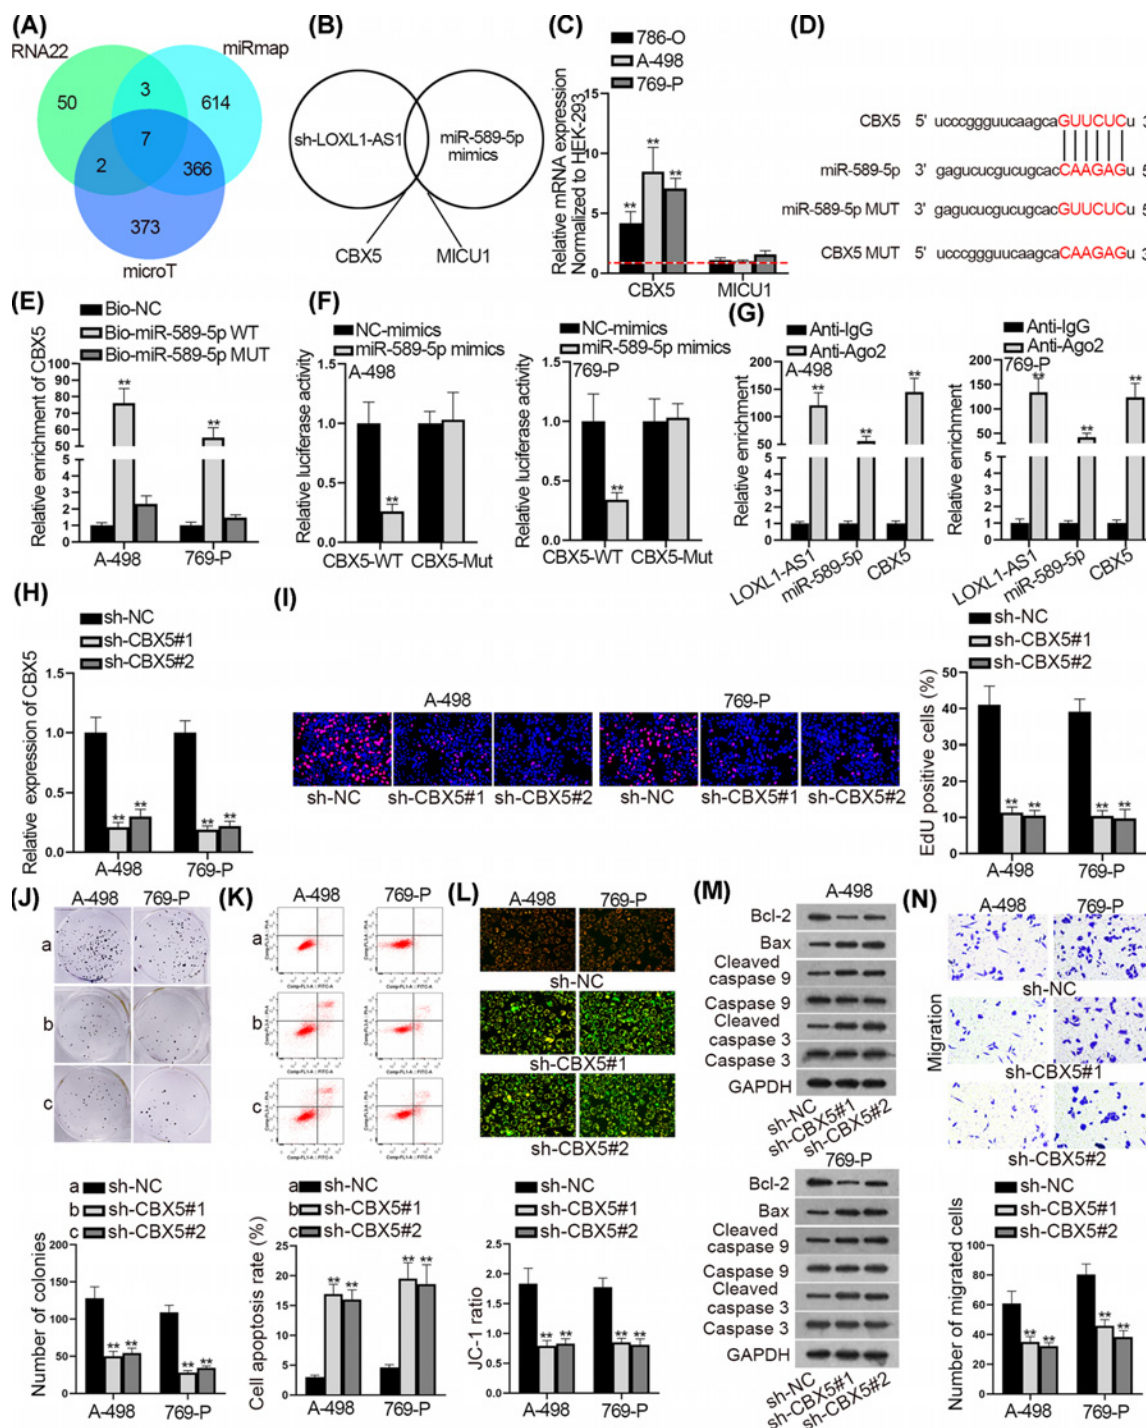 (A)
RNA22
miRmap
50
3
614
7
2
366
373
microT
(B)
sh-LOXL1-AS1
miR-589-5p
mimics
CBX5
MICU1
(C)
786-O
A-498
769-P
Relative mRNA expression
Normalized to HEK-293
15
10
5
0
**
**
**
CBX5
MICU1
(D)
CBX5 5' ucccggguucaagcaGUUCUCu 3
miR-589-5p 3' gagucucgucugcacCAAGAGu 5
miR-589-5p MUT 3' gagucucgucugcacGUUCUCu 5
CBX5 MUT 5' ucccggguucaagcaCAAGAGu 3
(E)
Bio-NC
Bio-miR-589-5p WT
Bio-miR-589-5p MUT
Relative enrichment of CBX5
100
90
80
70
60
50
5
4
3
2
1
0
**
**
A-498
769-P
(F)
NC-mimics
miR-589-5p mimics
A-498
Relative luciferase activity
1.5
1.0
0.5
0.0
**
CBX5-WT CBX5-Mut
NC-mimics
miR-589-5p mimics
769-P
Relative luciferase activity
1.5
1.0
0.5
0.0
**
CBX5-WT CBX5-Mut
(G)
Anti-IgG
Anti-Ago2
A-498
Relative enrichment
200
150
100
50
5
4
3
2
1
0
**
**
**
LOXL1-AS1
miR-589-5p
CBX5
Anti-IgG
Anti-Ago2
769-P
Relative enrichment
200
150
100
50
5
4
3
2
1
0
**
**
**
LOXL1-AS1
miR-589-5p
CBX5
(H)
sh-NC
sh-CBX5#1
sh-CBX5#2
Relative expression of CBX5
1.5
1.0
0.5
0.0
**
**
**
**
A-498
769-P
(I)
A-498
769-P
sh-NC sh-CBX5#1 sh-CBX5#2 sh-NC sh-CBX5#1 sh-CBX5#2
sh-NC
sh-CBX5#1
sh-CBX5#2
EdU positive cells (%)
50
40
30
20
10
0
** **
** **
A-498
769-P
(J)
A-498 769-P
a
b
c
a sh-NC
b sh-CBX5#1
c sh-CBX5#2
Number of colonies
200
150
100
50
0
** **
** **
A-498 769-P
(K)
A-498 769-P
a
b
c
Comp-FL1-A :: FITC-A
Comp-FL1-A :: FITC-A
Comp-FL1-A :: FITC-A
Comp-FL1-A :: FITC-A
Comp-FL1-A :: FITC-A
Comp-FL1-A :: FITC-A
a sh-NC
b sh-CBX5#1
c sh-CBX5#2
Cell apoptosis rate (%)
25
20
15
10
5
0
** **
** **
A-498 769-P
(L)
A-498 769-P
sh-NC
sh-CBX5#1
sh-CBX5#2
sh-NC
sh-CBX5#1
sh-CBX5#2
JC-1 ratio
2.5
2.0
1.5
1.0
0.5
0.0
** **
** **
A-498 769-P
(M)
A-498
Bcl-2
Bax
Cleaved
caspase 9
Caspase 9
Cleaved
caspase 3
Caspase 3
GAPDH
sh-NC
sh-CBX5#1
sh-CBX5#2
769-P
Bcl-2
Bax
Cleaved
caspase 9
Caspase 9
Cleaved
caspase 3
Caspase 3
GAPDH
sh-NC
sh-CBX5#1
sh-CBX5#2
(N)
A-498 769-P
Migration
sh-NC
sh-CBX5#1
sh-CBX5#2
sh-NC
sh-CBX5#1
sh-CBX5#2
Number of migrated cells
100
80
60
40
20
0
** **
** **
A-498 769-P